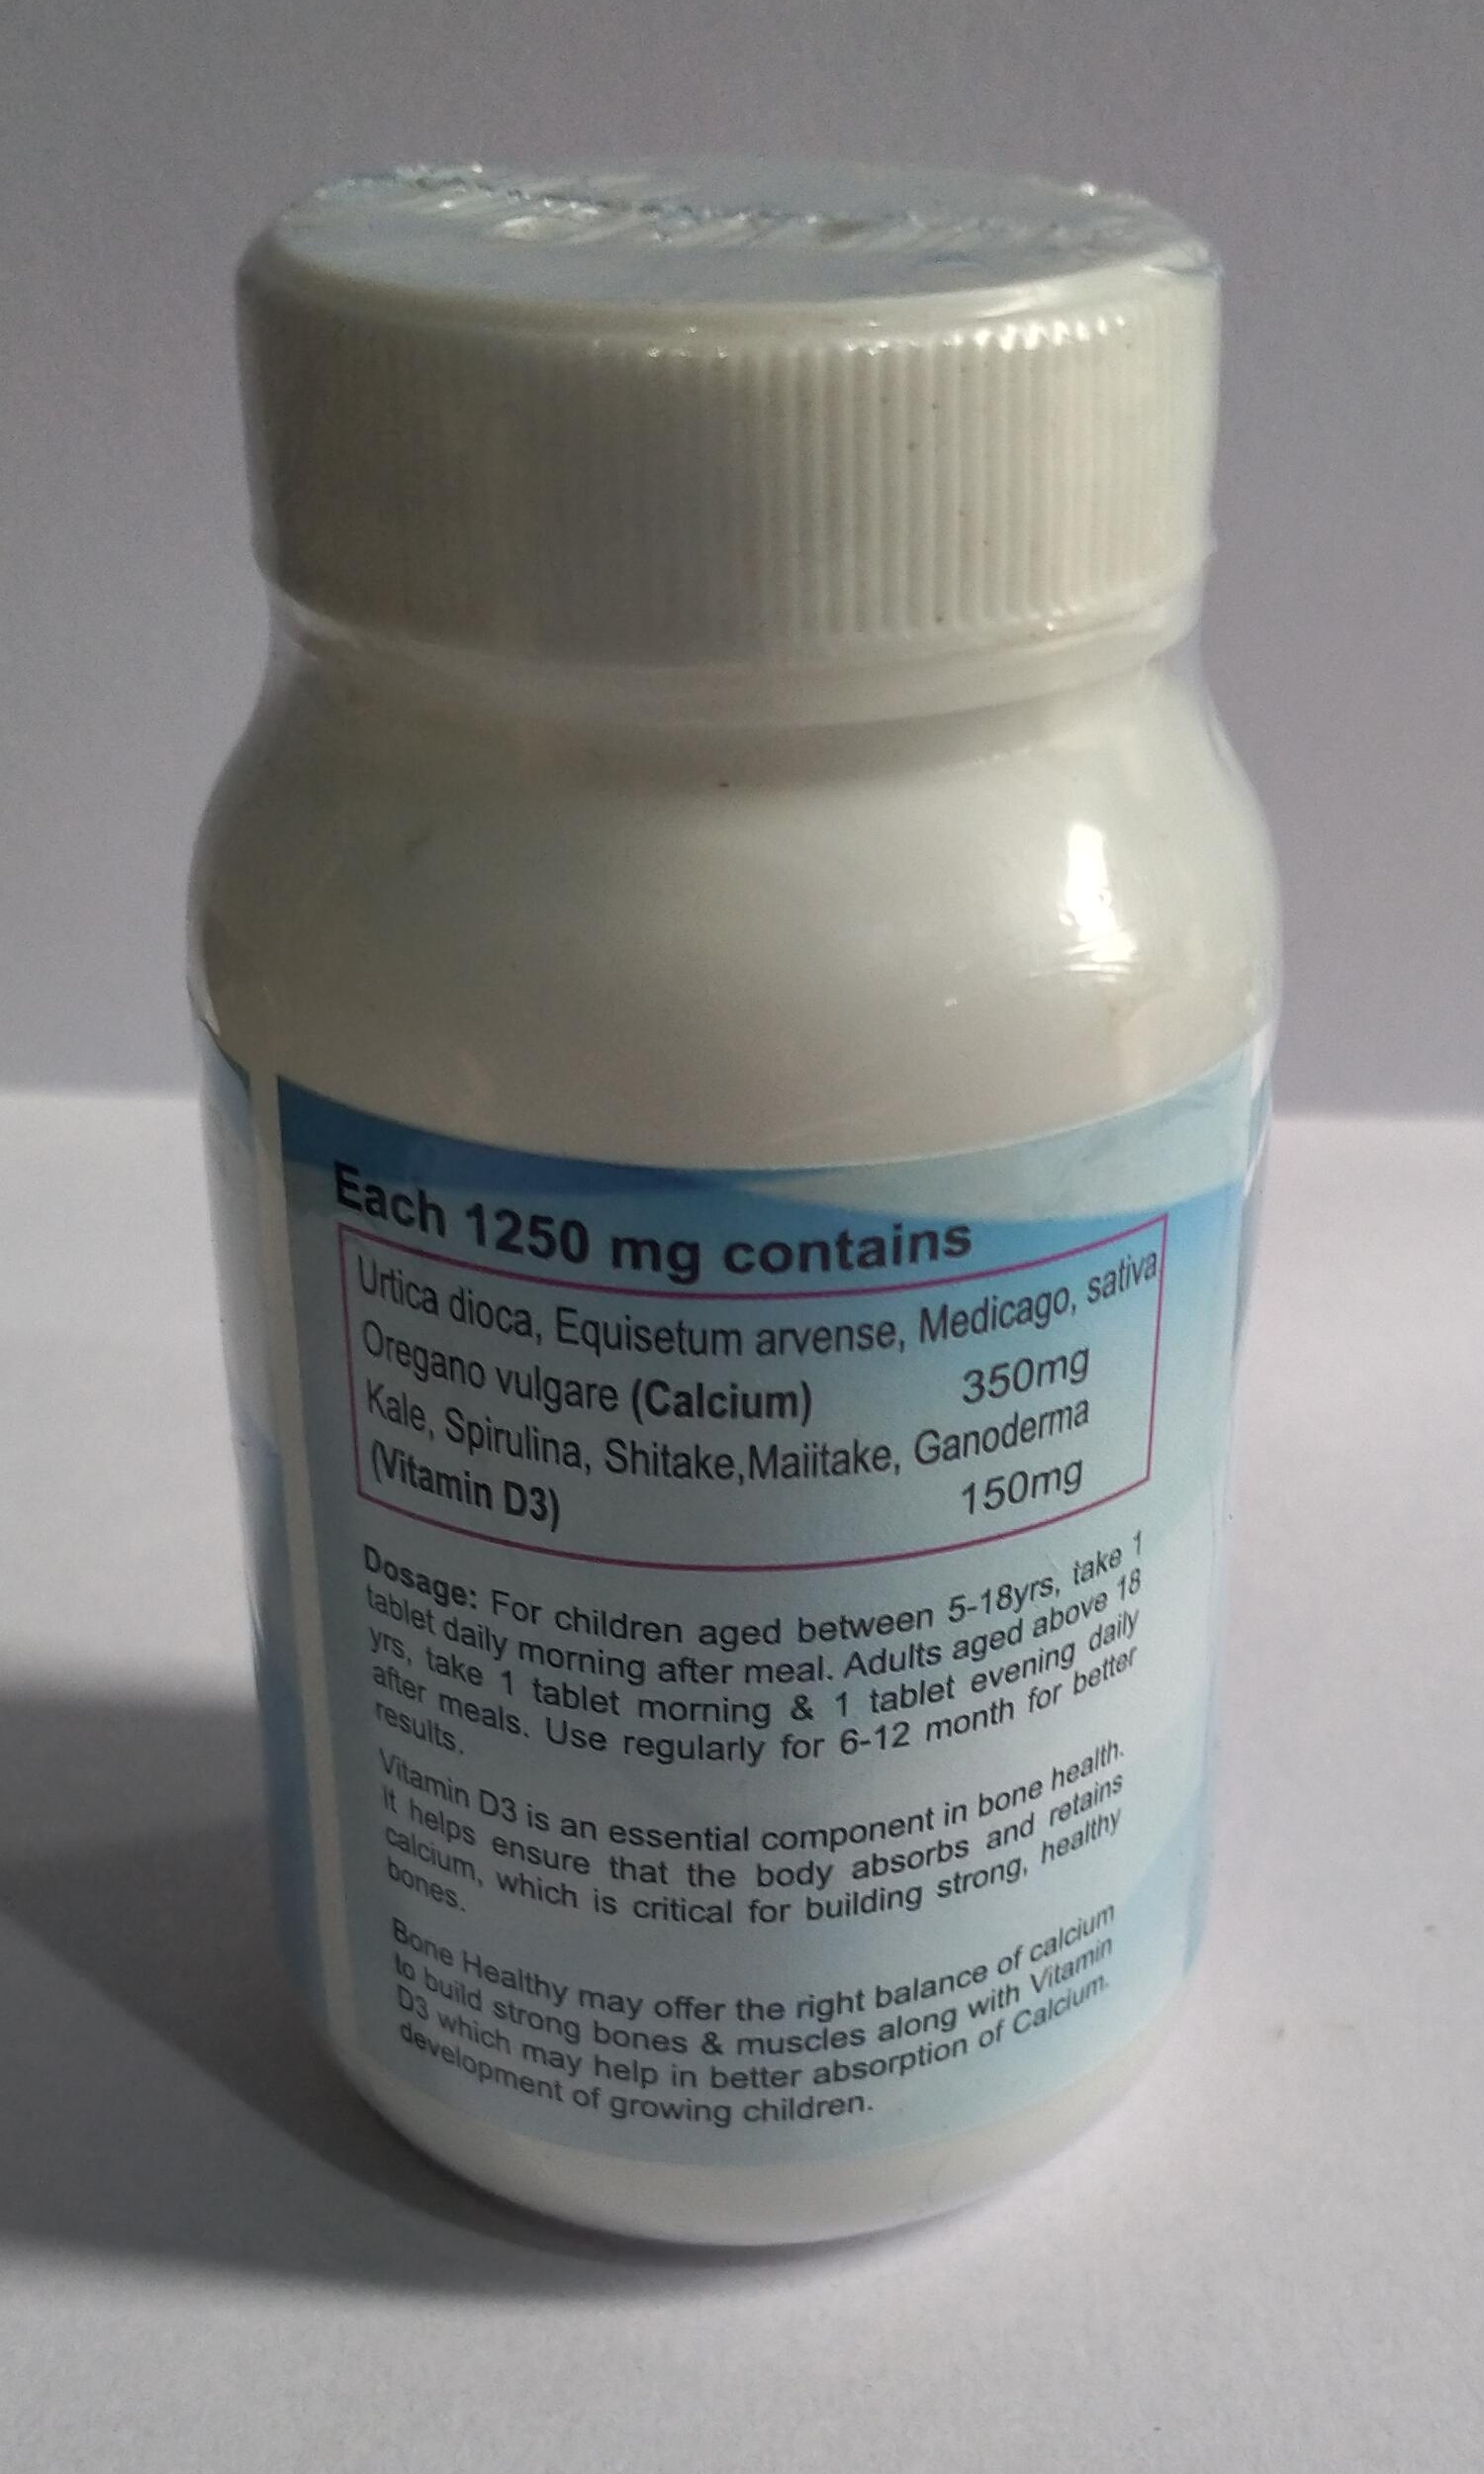 Each 1250 mg contains
Urtica dioca, Equisetum arvense, Medicago, sativa
Oregano vulgare (Calcium) 350mg
Kale, Spirulina, Shitake,Maiitake, Ganoderma
(Vitamin D3) 150mg
Dosage: For children aged between 5-18yrs, take 1
tablet daily morning after meal. Adults aged above 18
yrs, take 1 tablet morning & 1 tablet evening daily
after meals. Use regularly for 6-12 month for better
results.
Vitamin D3 is an essential component in bone health.
It helps ensure that the body absorbs and retains
calcium, which is critical for building strong, healthy
bones.
Bone Healthy may offer the right balance of calcium
to build strong bones & muscles along with Vitamin
D3 which may help in better absorption of Calcium.
development of growing children.